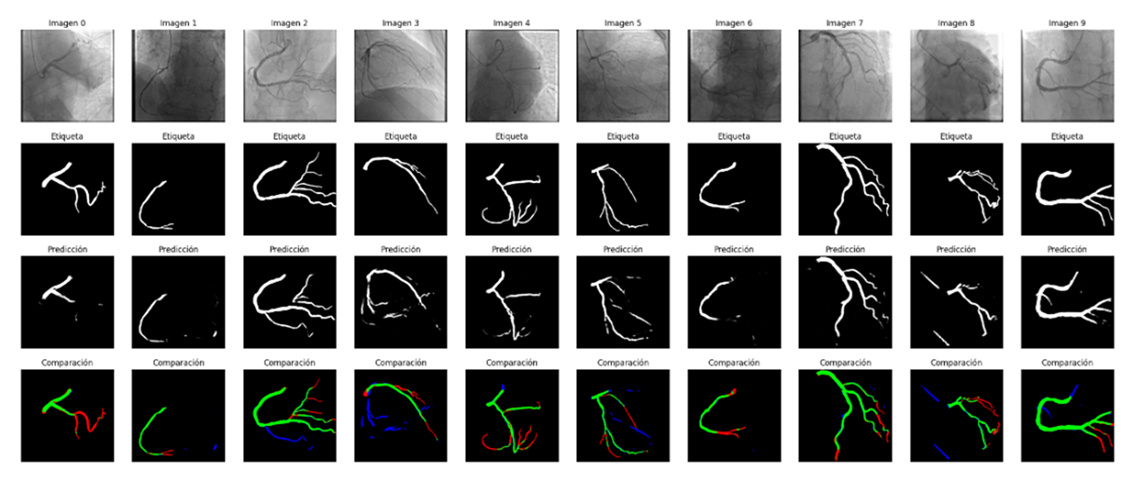 Imagen 0 Imagen 1 Imagen 2 Imagen 3 Imagen 4 Imagen 5 Imagen 6 Imagen 7 Imagen 8 Imagen 9
Etiqueta Etiqueta Etiqueta Etiqueta Etiqueta Etiqueta Etiqueta Etiqueta Etiqueta Etiqueta
Predicción Predicción Predicción Predicción Predicción Predicción Predicción Predicción Predicción Predicción
Comparación Comparación Comparación Comparación Comparación Comparación Comparación Comparación Comparación Comparación